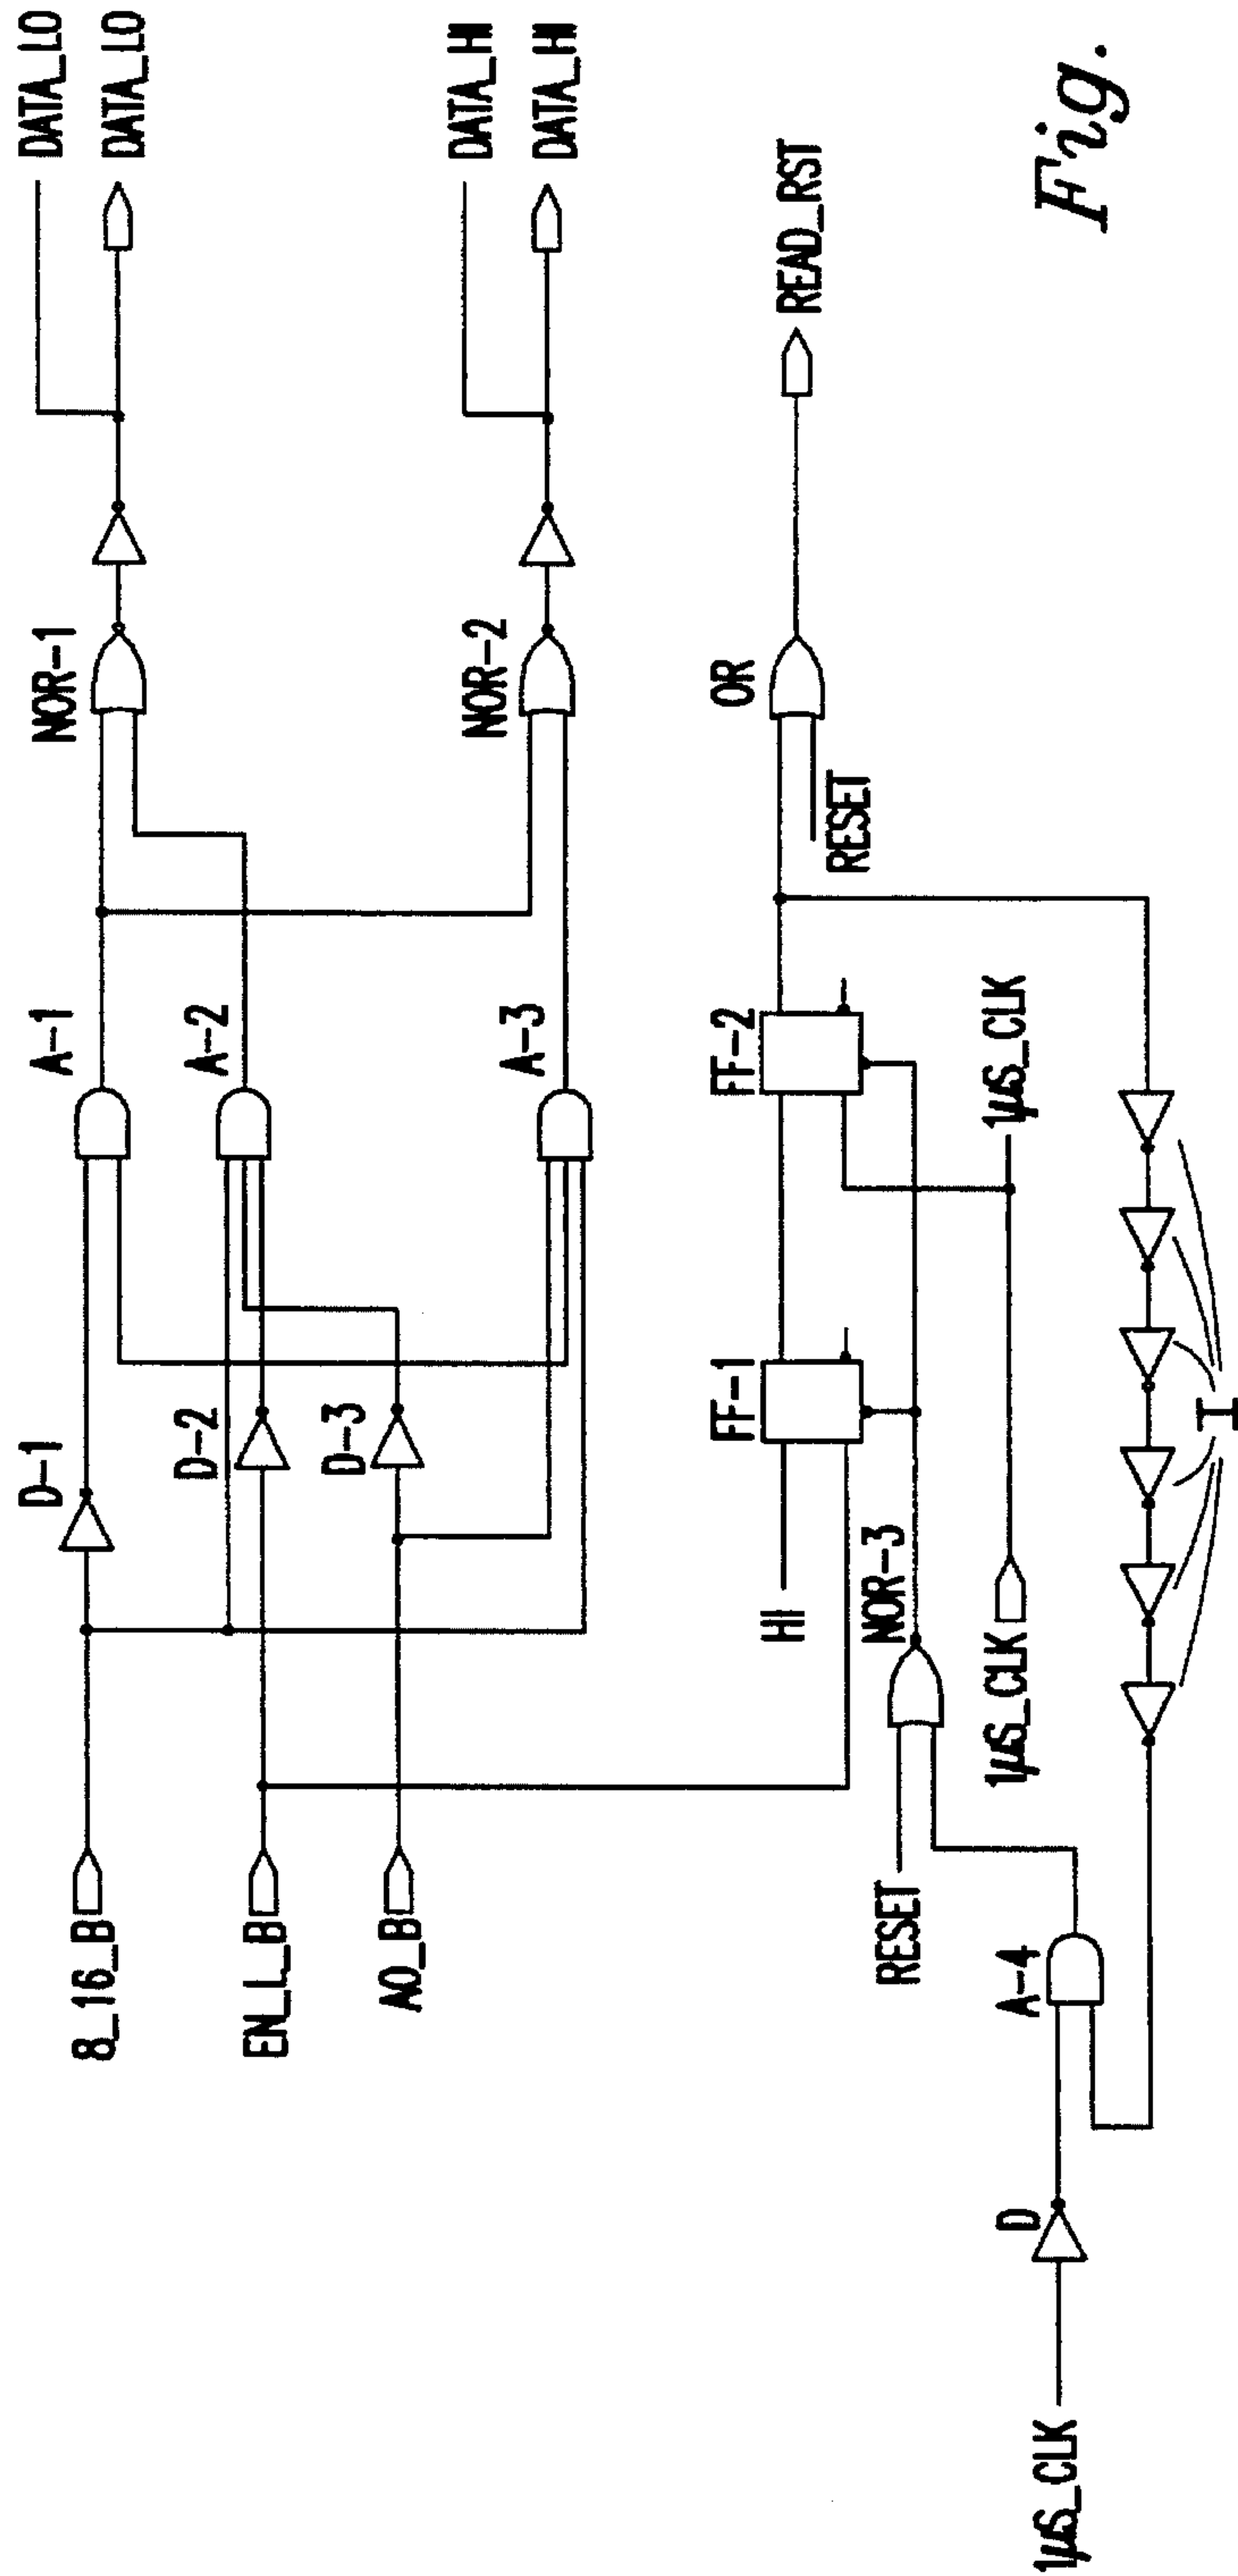 8_16_B
D-1
A-1
NOR-1
DATA_LO
DATA_LO
EN_L_B
D-2
A-2
A0_B
D-3
A-3
NOR-2
DATA_HI
DATA_HI
HI
FF-1
FF-2
OR
READ_RST
RESET
RESET
NOR-3
1µS_CLK
1µS_CLK
1µS_CLK
D
A-4
I
Fig.